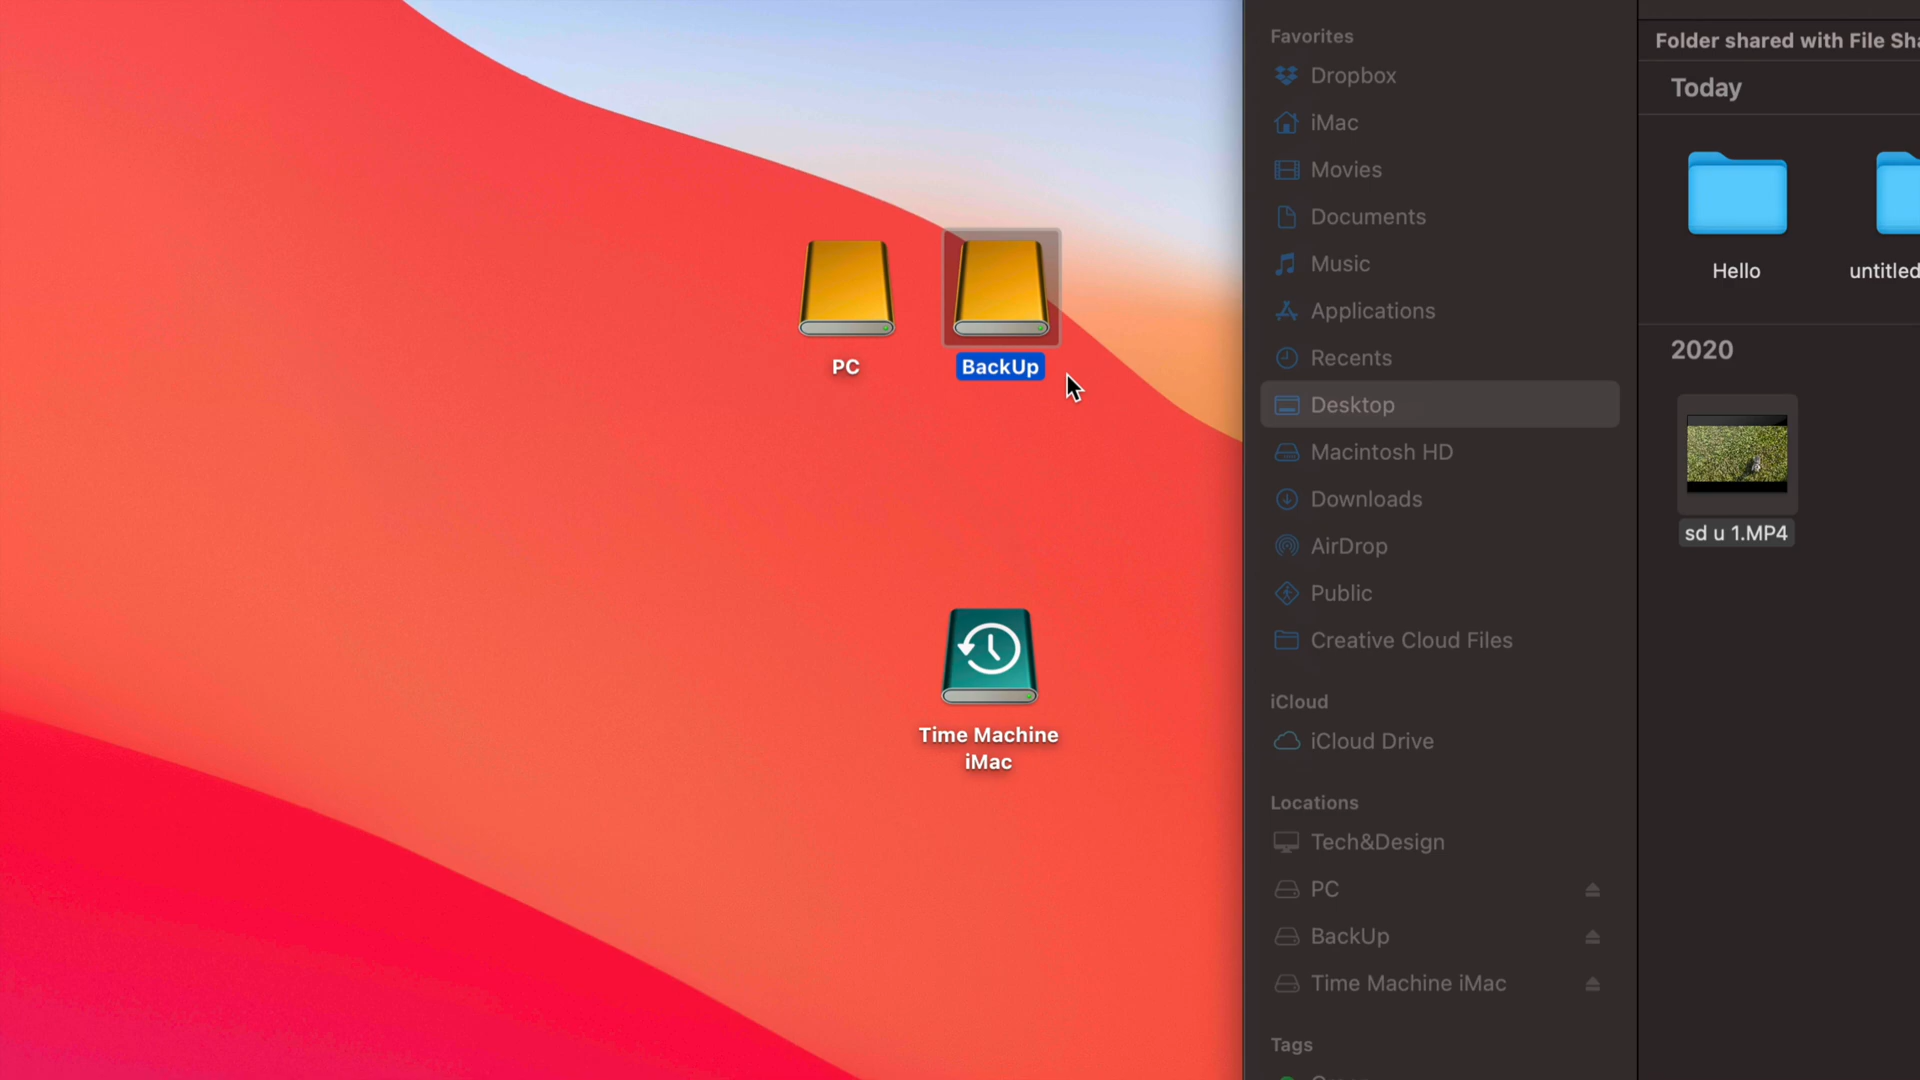 PC
BackUp
Time Machine
iMac
Favorites
Dropbox
iMac
Movies
Documents
Music
Applications
Recents
Desktop
Macintosh HD
Downloads
AirDrop
Public
Creative Cloud Files
iCloud
iCloud Drive
Locations
Tech&Design
PC
BackUp
Time Machine iMac
Tags
Folder shared with File Sha
Today
Hello
untitled
2020
sd u 1.MP4